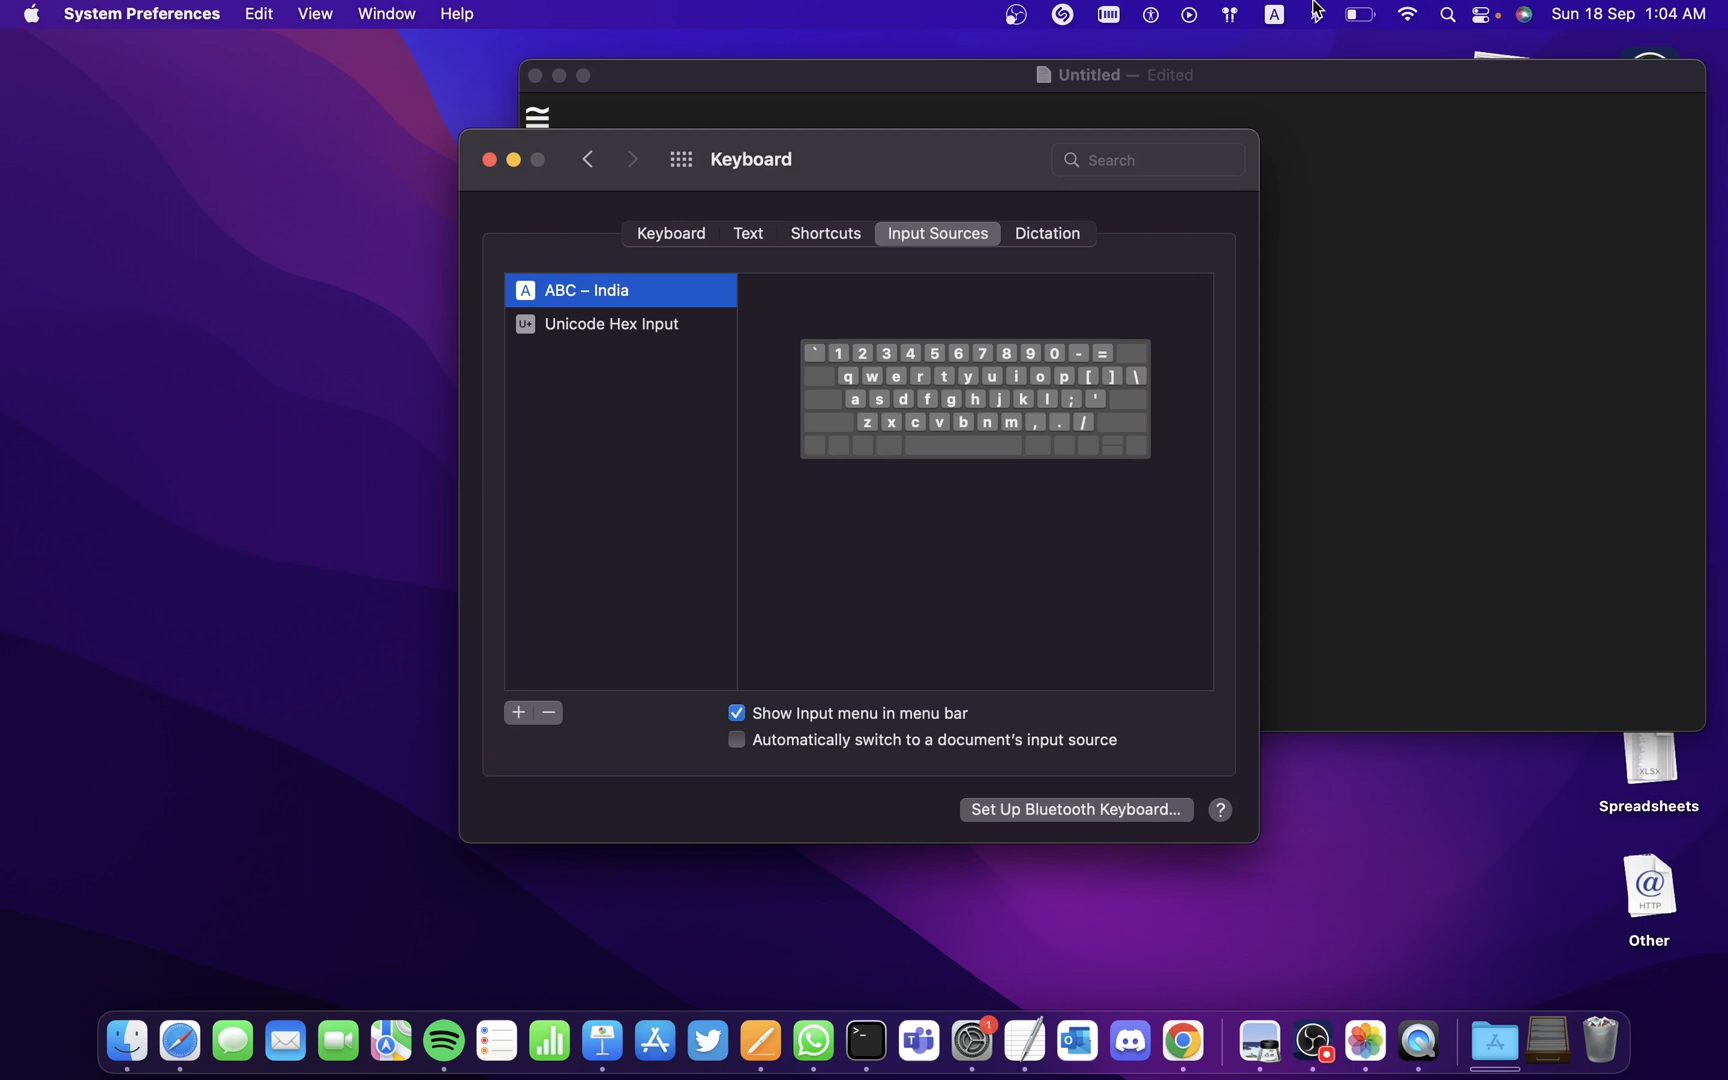 System Preferences Edit View Window Help A Sun 18 Sep 1:04 AM
Untitled — Edited
≅
Keyboard Search
Keyboard Text Shortcuts Input Sources Dictation
A ABC – India
U+ Unicode Hex Input
` 1 2 3 4 5 6 7 8 9 0 - =
q w e r t y u i o p [ ] \
a s d f g h j k l ; '
z x c v b n m , . /
+ −
Show Input menu in menu bar
Automatically switch to a document's input source
Set Up Bluetooth Keyboard... ?
XLSX
Spreadsheets
@
HTTP
Other
1